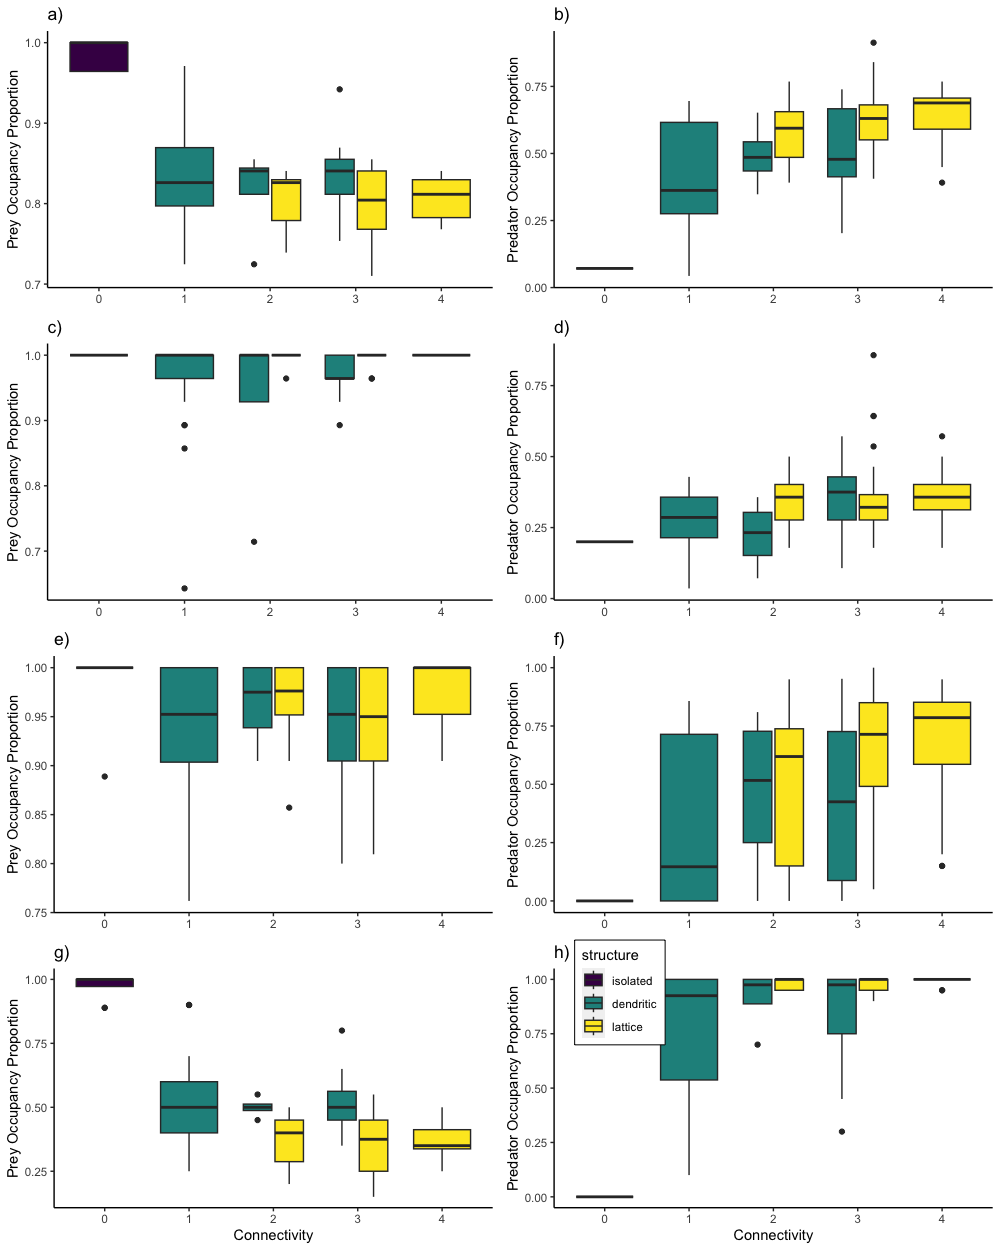 a)
Prey Occupancy Proportion
1.0
0.9
0.8
0.7
0 1 2 3 4
b)
Predator Occupancy Proportion
0.75
0.50
0.25
0.00
0 1 2 3 4
c)
Prey Occupancy Proportion
1.0
0.9
0.8
0.7
0 1 2 3 4
d)
Predator Occupancy Proportion
0.75
0.50
0.25
0.00
0 1 2 3 4
e)
Prey Occupancy Proportion
1.00
0.95
0.90
0.85
0.80
0.75
0 1 2 3 4
f)
Predator Occupancy Proportion
1.00
0.75
0.50
0.25
0.00
0 1 2 3 4
g)
Prey Occupancy Proportion
1.00
0.75
0.50
0.25
0 1 2 3 4
Connectivity
h)
structure
isolated
dendritic
lattice
Predator Occupancy Proportion
1.00
0.75
0.50
0.25
0.00
0 1 2 3 4
Connectivity